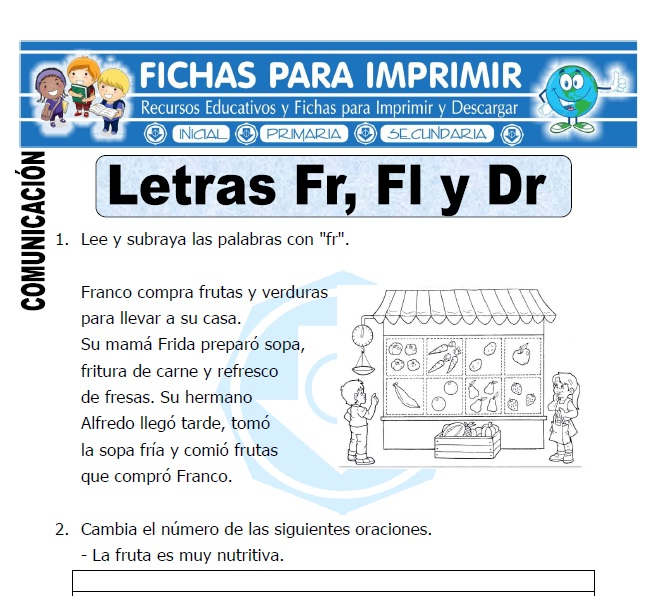 FICHAS PARA IMPRIMIR
Recursos Educativos y Fichas para Imprimir y Descargar
INICIAL PRIMARIA SECUNDARIA
COMUNICACIÓN
Letras Fr, Fl y Dr
1. Lee y subraya las palabras con "fr".
Franco compra frutas y verduras
para llevar a su casa.
Su mamá Frida preparó sopa,
fritura de carne y refresco
de fresas. Su hermano
Alfredo llegó tarde, tomó
la sopa fría y comió frutas
que compró Franco.
2. Cambia el número de las siguientes oraciones.
- La fruta es muy nutritiva.